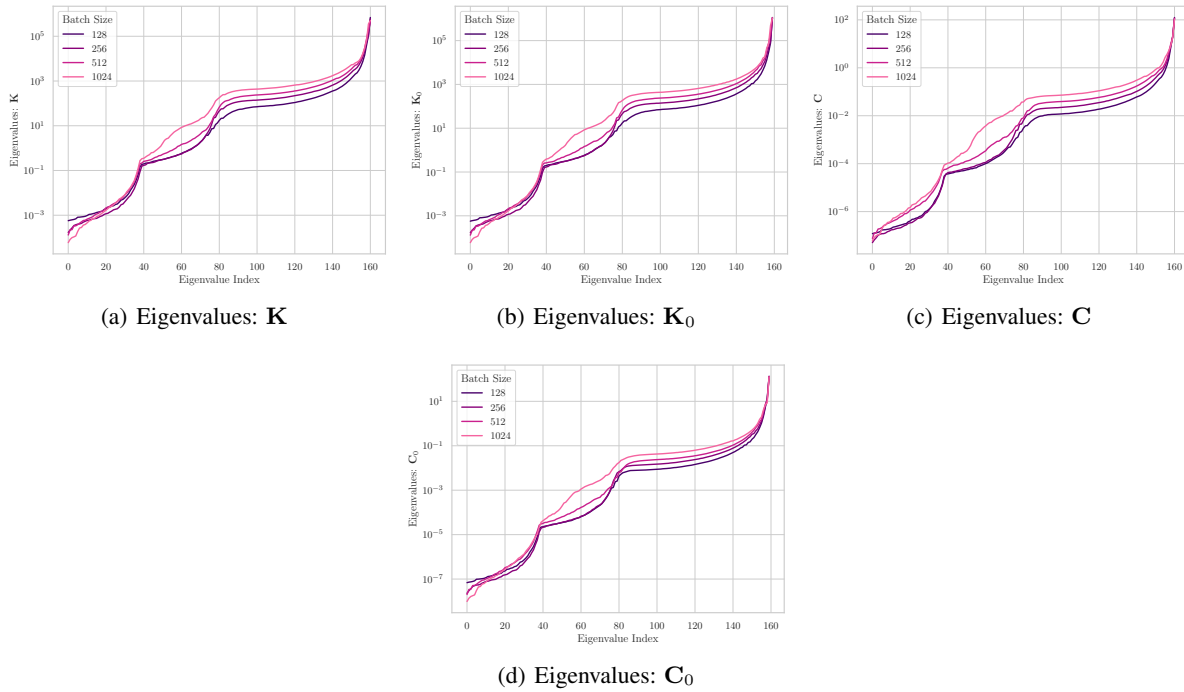 Batch Size
128
256
512
1024
10^5
10^3
10^1
10^-1
10^-3
Eigenvalues: K
0 20 40 60 80 100 120 140 160
Eigenvalue Index
(a) Eigenvalues: K
Batch Size
128
256
512
1024
10^5
10^3
10^1
10^-1
10^-3
Eigenvalues: K_0
0 20 40 60 80 100 120 140 160
Eigenvalue Index
(b) Eigenvalues: K_0
Batch Size
128
256
512
1024
10^2
10^0
10^-2
10^-4
10^-6
Eigenvalues: C
0 20 40 60 80 100 120 140 160
Eigenvalue Index
(c) Eigenvalues: C
Batch Size
128
256
512
1024
10^1
10^-1
10^-3
10^-5
10^-7
Eigenvalues: C_0
0 20 40 60 80 100 120 140 160
Eigenvalue Index
(d) Eigenvalues: C_0